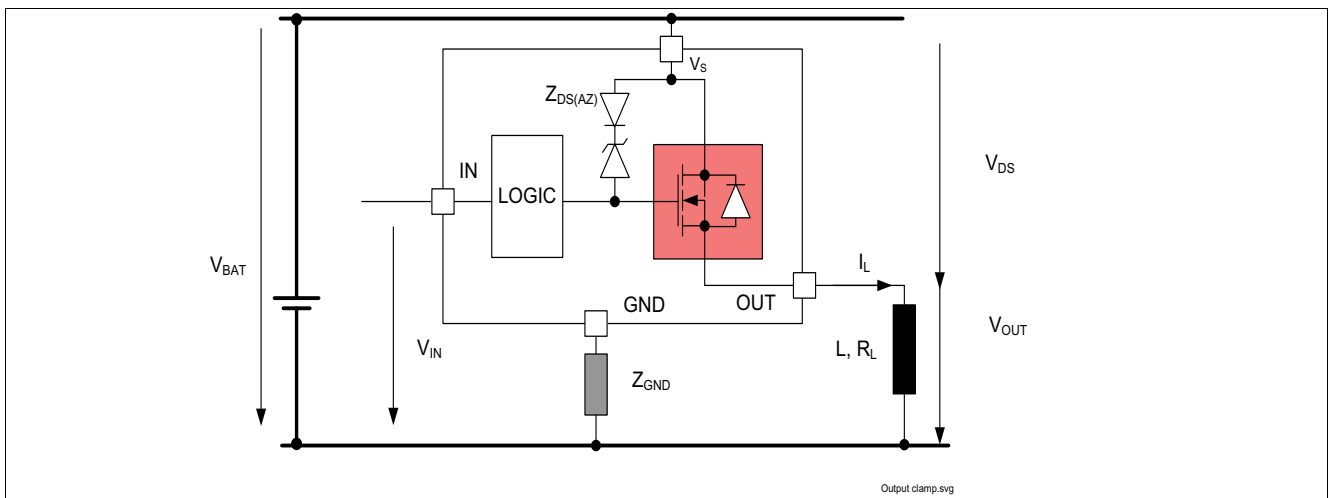 VS
ZDS(AZ)
IN
LOGIC
VDS
VBAT
IL
GND
OUT
VIN
VOUT
L, RL
ZGND
Output clamp.svg